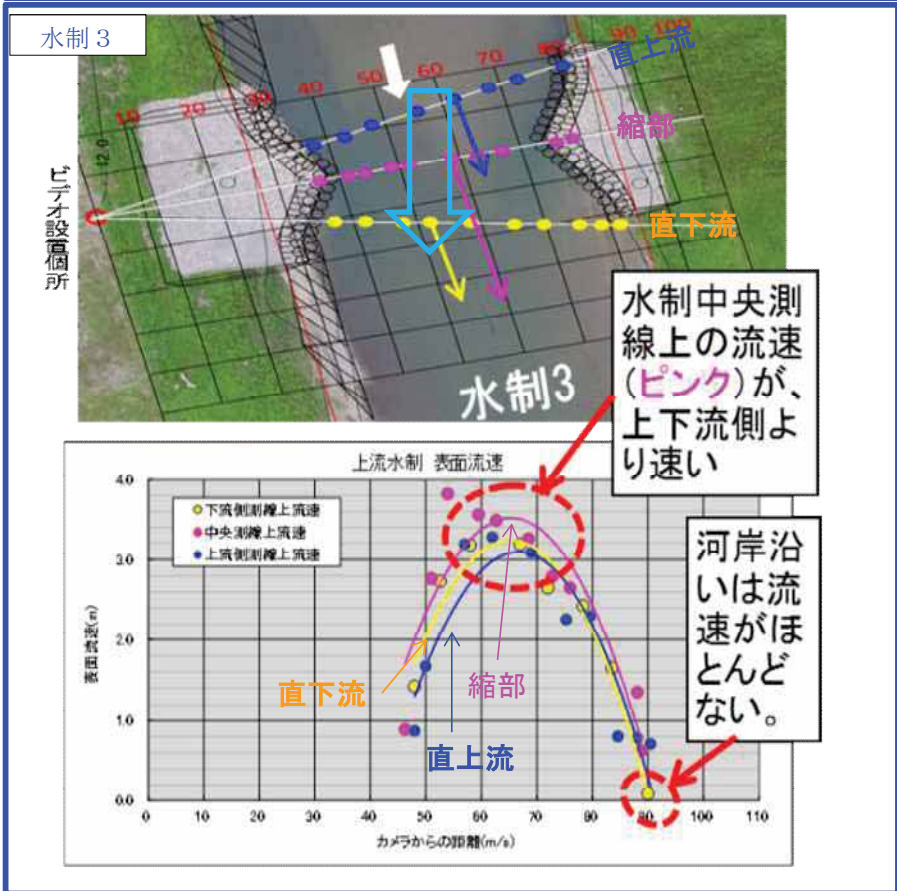 水制3
10
20
30
40
50
60
70
80
90
100
直上流
縮部
直下流
12.0
ビデオ設置個所
水制3
水制中央測
線上の流速
(ピンク)が、
上下流側よ
り速い
上流水制 表面流速
下流側測線上流速
中央測線上流速
上流側測線上流速
表面流速(m)
4.0
3.0
2.0
1.0
0.0
直下流
縮部
直上流
河岸沿
いは流
速がほ
とんど
ない。
0 10 20 30 40 50 60 70 80 90 100 110
カメラからの距離(m/s)